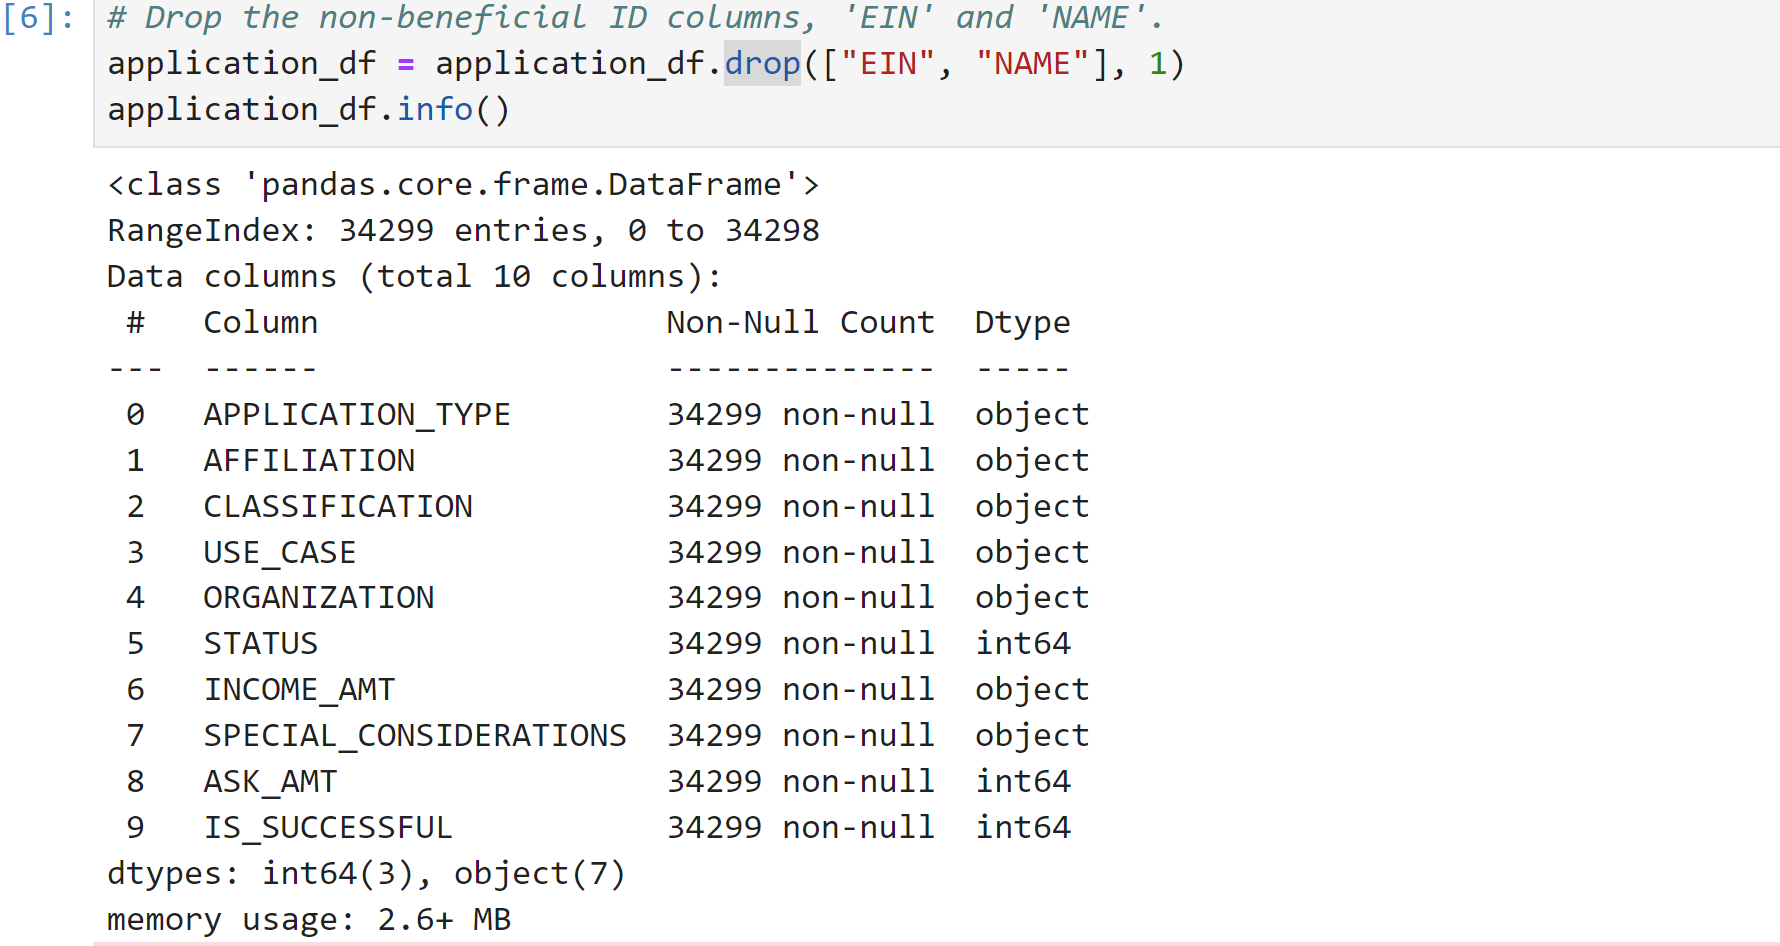 [6]: # Drop the non-beneficial ID columns, 'EIN' and 'NAME'.
application_df = application_df.drop(["EIN", "NAME"], 1)
application_df.info()
<class 'pandas.core.frame.DataFrame'>
RangeIndex: 34299 entries, 0 to 34298
Data columns (total 10 columns):
 #   Column                  Non-Null Count  Dtype
---  ------                  --------------  -----
 0   APPLICATION_TYPE        34299 non-null  object
 1   AFFILIATION             34299 non-null  object
 2   CLASSIFICATION          34299 non-null  object
 3   USE_CASE                34299 non-null  object
 4   ORGANIZATION            34299 non-null  object
 5   STATUS                  34299 non-null  int64
 6   INCOME_AMT              34299 non-null  object
 7   SPECIAL_CONSIDERATIONS  34299 non-null  object
 8   ASK_AMT                 34299 non-null  int64
 9   IS_SUCCESSFUL           34299 non-null  int64
dtypes: int64(3), object(7)
memory usage: 2.6+ MB